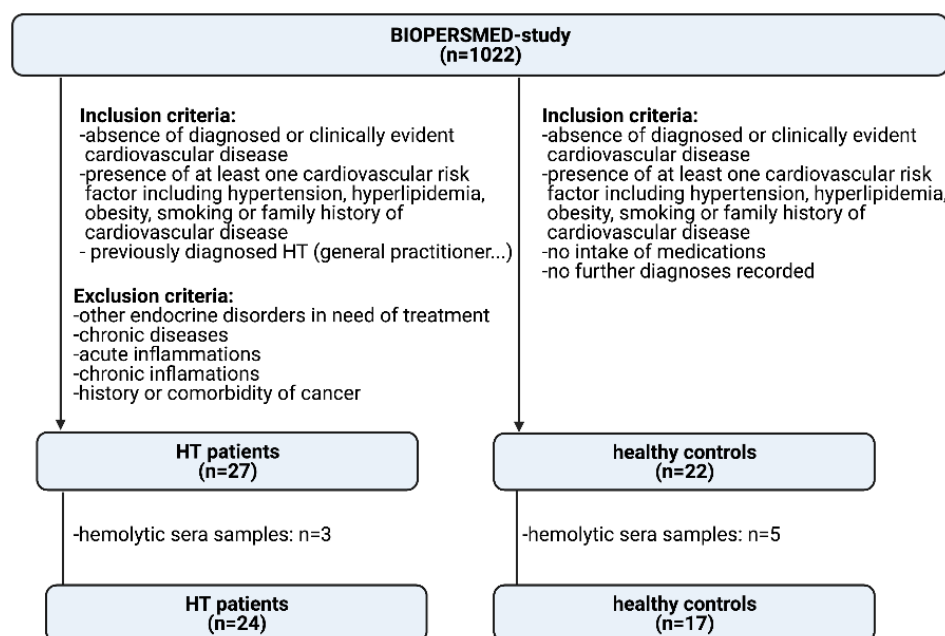 BIOPERSMED-study
(n=1022)
Inclusion criteria:
-absence of diagnosed or clinically evident
cardiovascular disease
-presence of at least one cardiovascular risk
factor including hypertension, hyperlipidemia,
obesity, smoking or family history of
cardiovascular disease
- previously diagnosed HT (general practitioner...)
Exclusion criteria:
-other endocrine disorders in need of treatment
-chronic diseases
-acute inflammations
-chronic inflamations
-history or comorbidity of cancer
Inclusion criteria:
-absence of diagnosed or clinically evident
cardiovascular disease
-presence of at least one cardiovascular risk
factor including hypertension, hyperlipidemia,
obesity, smoking or family history of
cardiovascular disease
-no intake of medications
-no further diagnoses recorded
HT patients
(n=27)
healthy controls
(n=22)
-hemolytic sera samples: n=3
-hemolytic sera samples: n=5
HT patients
(n=24)
healthy controls
(n=17)